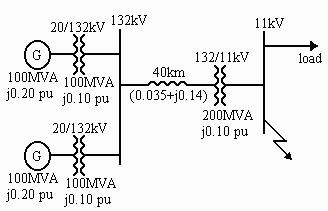 20/132kV
132kV
11kV
G
100MVA
j0.20 pu
100MVA
j0.10 pu
40km
(0.035+j0.14)
132/11kV
200MVA
j0.10 pu
load
20/132kV
G
100MVA
j0.20 pu
100MVA
j0.10 pu